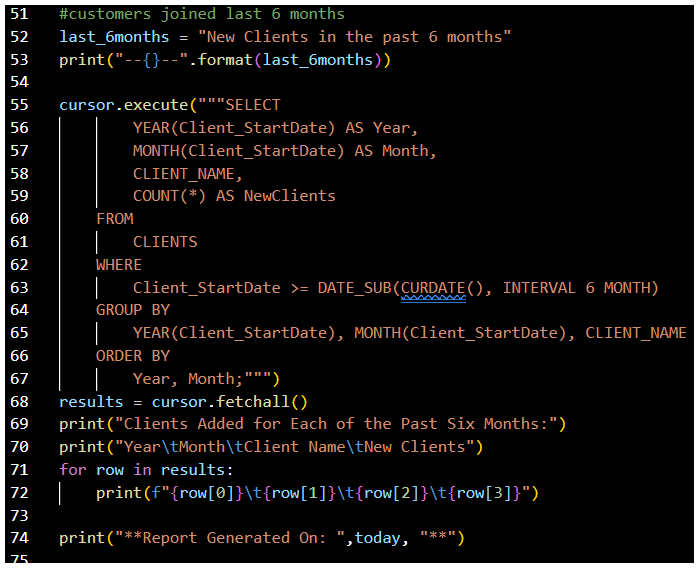 51 #customers joined last 6 months
52 last_6months = "New Clients in the past 6 months"
53 print("--{}--".format(last_6months))
54
55 cursor.execute("""SELECT
56 YEAR(Client_StartDate) AS Year,
57 MONTH(Client_StartDate) AS Month,
58 CLIENT_NAME,
59 COUNT(*) AS NewClients
60 FROM
61 CLIENTS
62 WHERE
63 Client_StartDate >= DATE_SUB(CURDATE(), INTERVAL 6 MONTH)
64 GROUP BY
65 YEAR(Client_StartDate), MONTH(Client_StartDate), CLIENT_NAME
66 ORDER BY
67 Year, Month;""")
68 results = cursor.fetchall()
69 print("Clients Added for Each of the Past Six Months:")
70 print("Year\tMonth\tClient Name\tNew Clients")
71 for row in results:
72 print(f"{row[0]}\t{row[1]}\t{row[2]}\t{row[3]}")
73
74 print("**Report Generated On: ",today, "**")
75